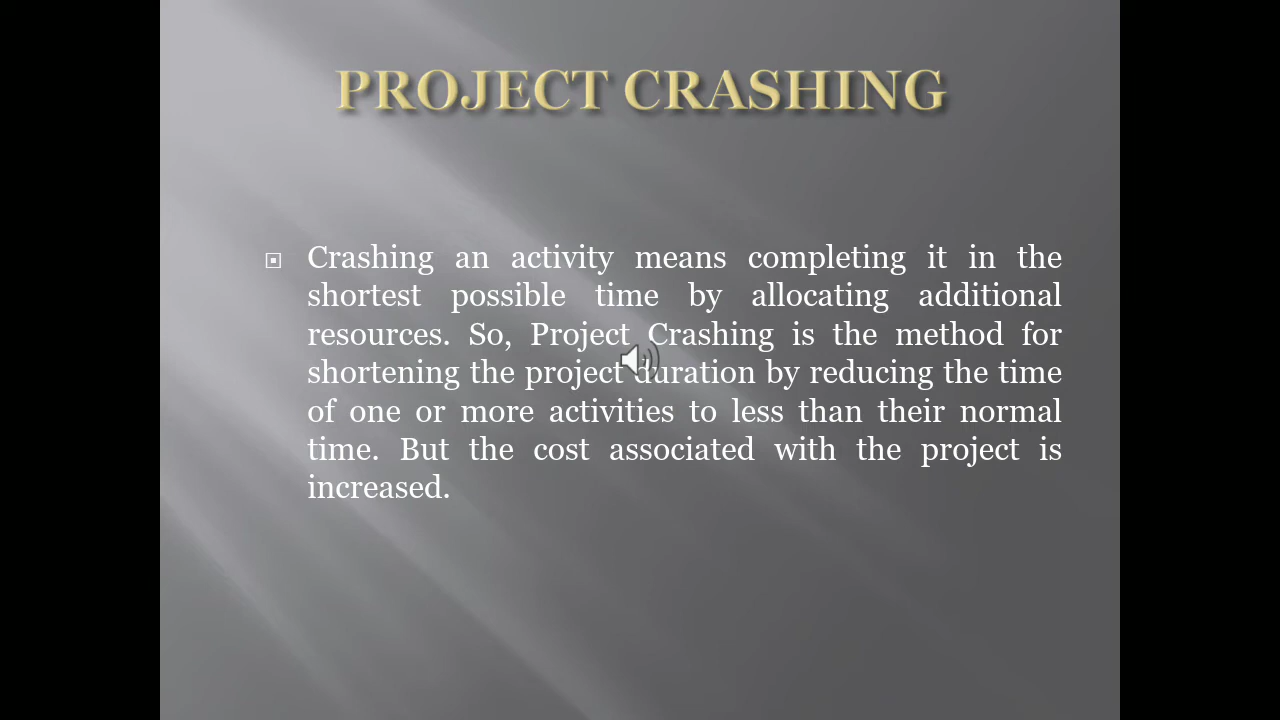 PROJECT CRASHING
Crashing an activity means completing it in the
shortest possible time by allocating additional
resources. So, Project Crashing is the method for
shortening the project duration by reducing the time
of one or more activities to less than their normal
time. But the cost associated with the project is
increased.